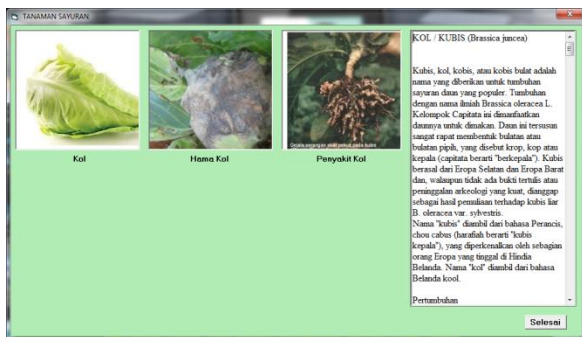 TANAMAN SAYURAN
Gejala serangan akar pekuk pada kubis
Kol
Hama Kol
Penyakit Kol
KOL / KUBIS (Brassica juncea)
Kubis, kol, kobis, atau kobis bulat adalah
nama yang diberikan untuk tumbuhan
sayuran daun yang populer. Tumbuhan
dengan nama ilmiah Brassica oleracea L.
Kelompok Capitata ini dimanfaatkan
daunnya untuk dimakan. Daun ini tersusun
sangat rapat membentuk bulatan atau
bulatan pipih, yang disebut krop, kop atau
kepala (capitata berarti "berkepala"). Kubis
berasal dari Eropa Selatan dan Eropa Barat
dan, walaupun tidak ada bukti tertulis atau
peninggalan arkeologi yang kuat, dianggap
sebagai hasil pemuliaan terhadap kubis liar
B. oleracea var. sylvestris.
Nama "kubis" diambil dari bahasa Perancis,
chou cabus (harafiah berarti "kubis
kepala"), yang diperkenalkan oleh sebagian
orang Eropa yang tinggal di Hindia
Belanda. Nama "kol" diambil dari bahasa
Belanda kool.
Pertumbuhan
Selesai